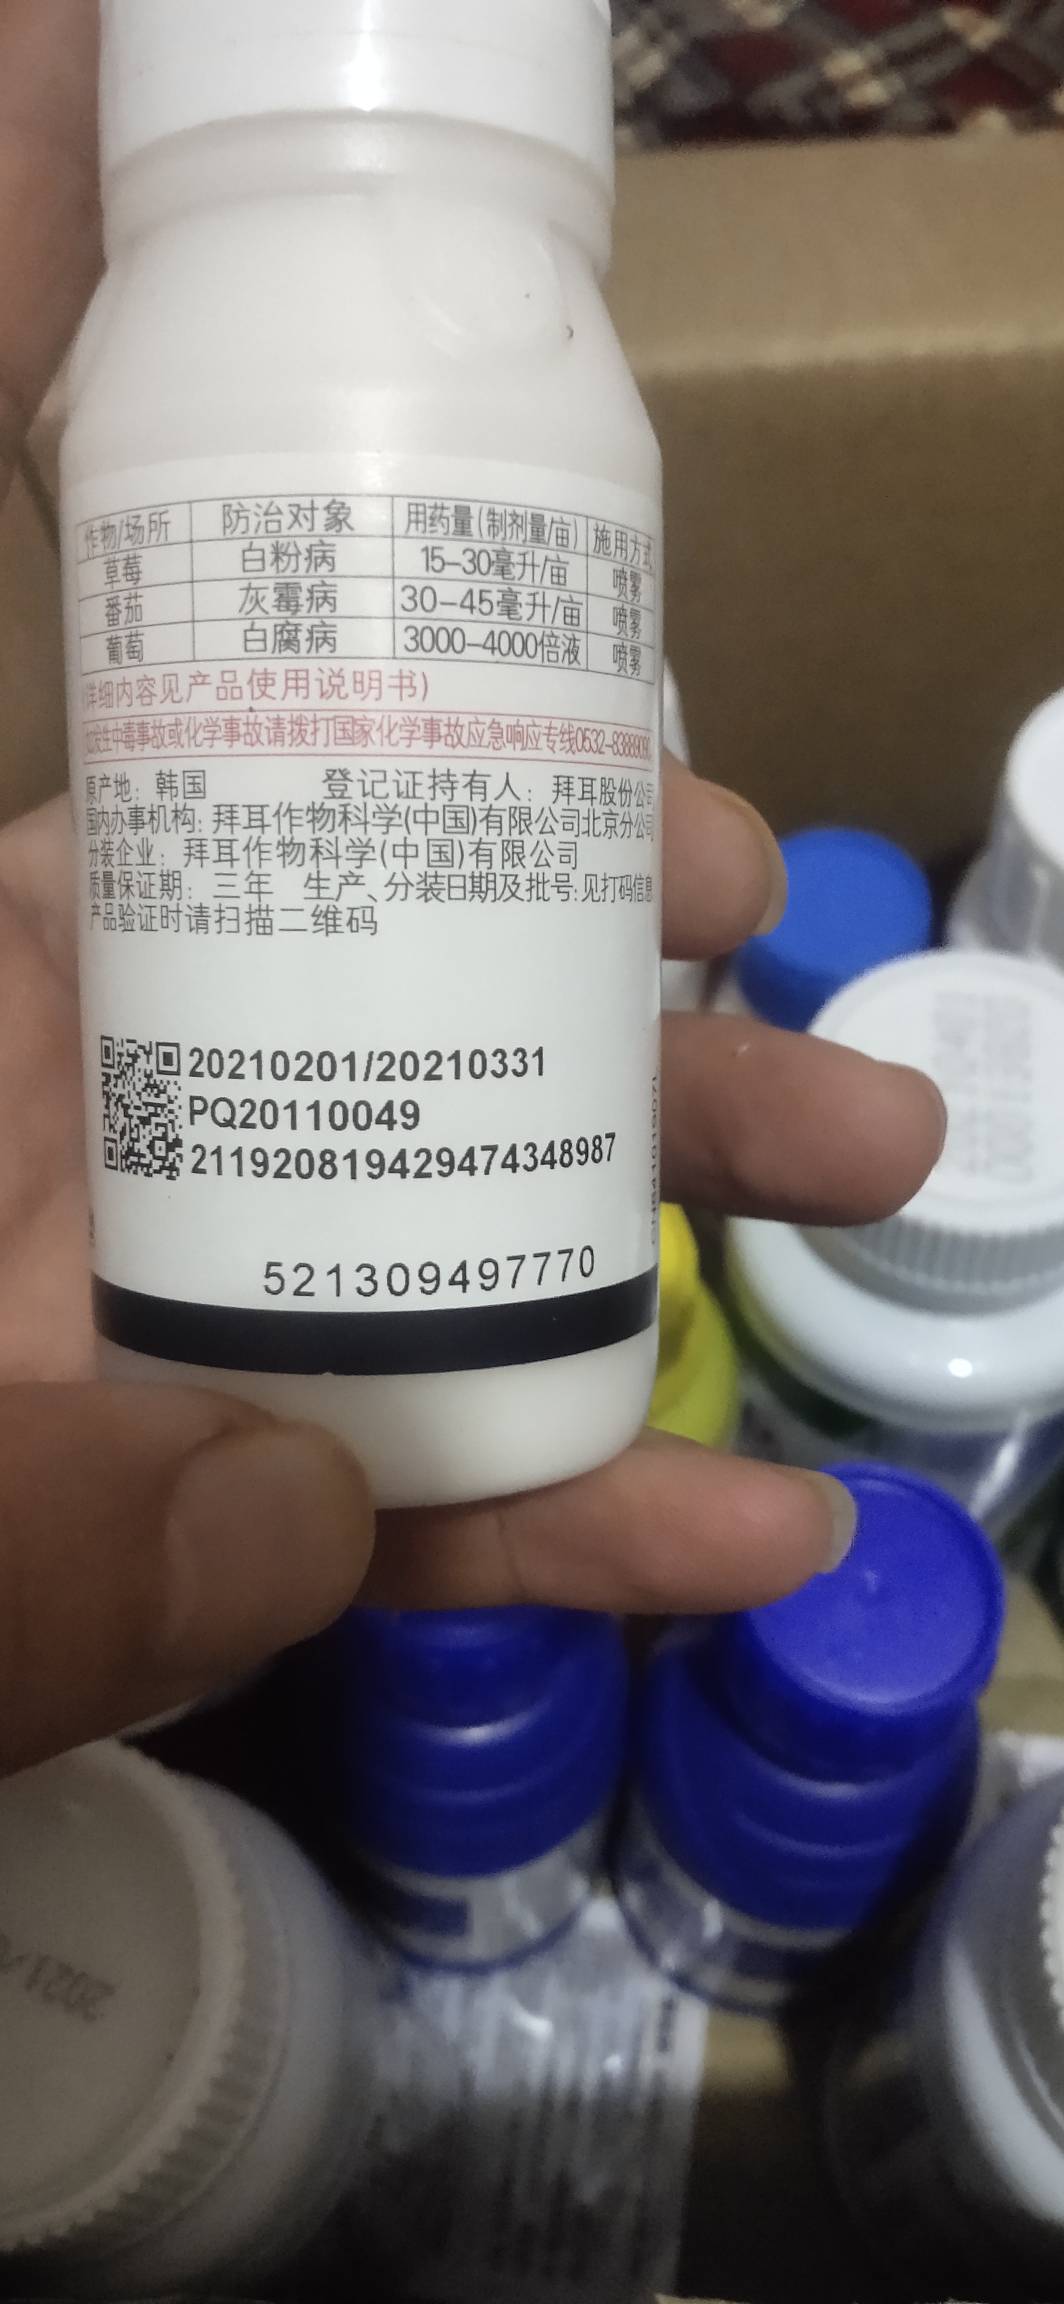 作物/场所 防治对象 用药量(制剂量/亩) 施用方式
草莓 白粉病 15-30毫升/亩 喷雾
番茄 灰霉病 30-45毫升/亩 喷雾
葡萄 白腐病 3000-4000倍液 喷雾
(详细内容见产品使用说明书)
如发生中毒事故或化学事故请拨打国家化学事故应急响应专线0532-83889090
原产地：韩国 登记证持有人：拜耳股份公司
国内办事机构：拜耳作物科学(中国)有限公司北京分公司
分装企业：拜耳作物科学(中国)有限公司
质量保证期：三年 生产、分装日期及批号:见打码信息
产品验证时请扫描二维码
20210201/20210331
PQ20110049
211920819429474348987
521309497770